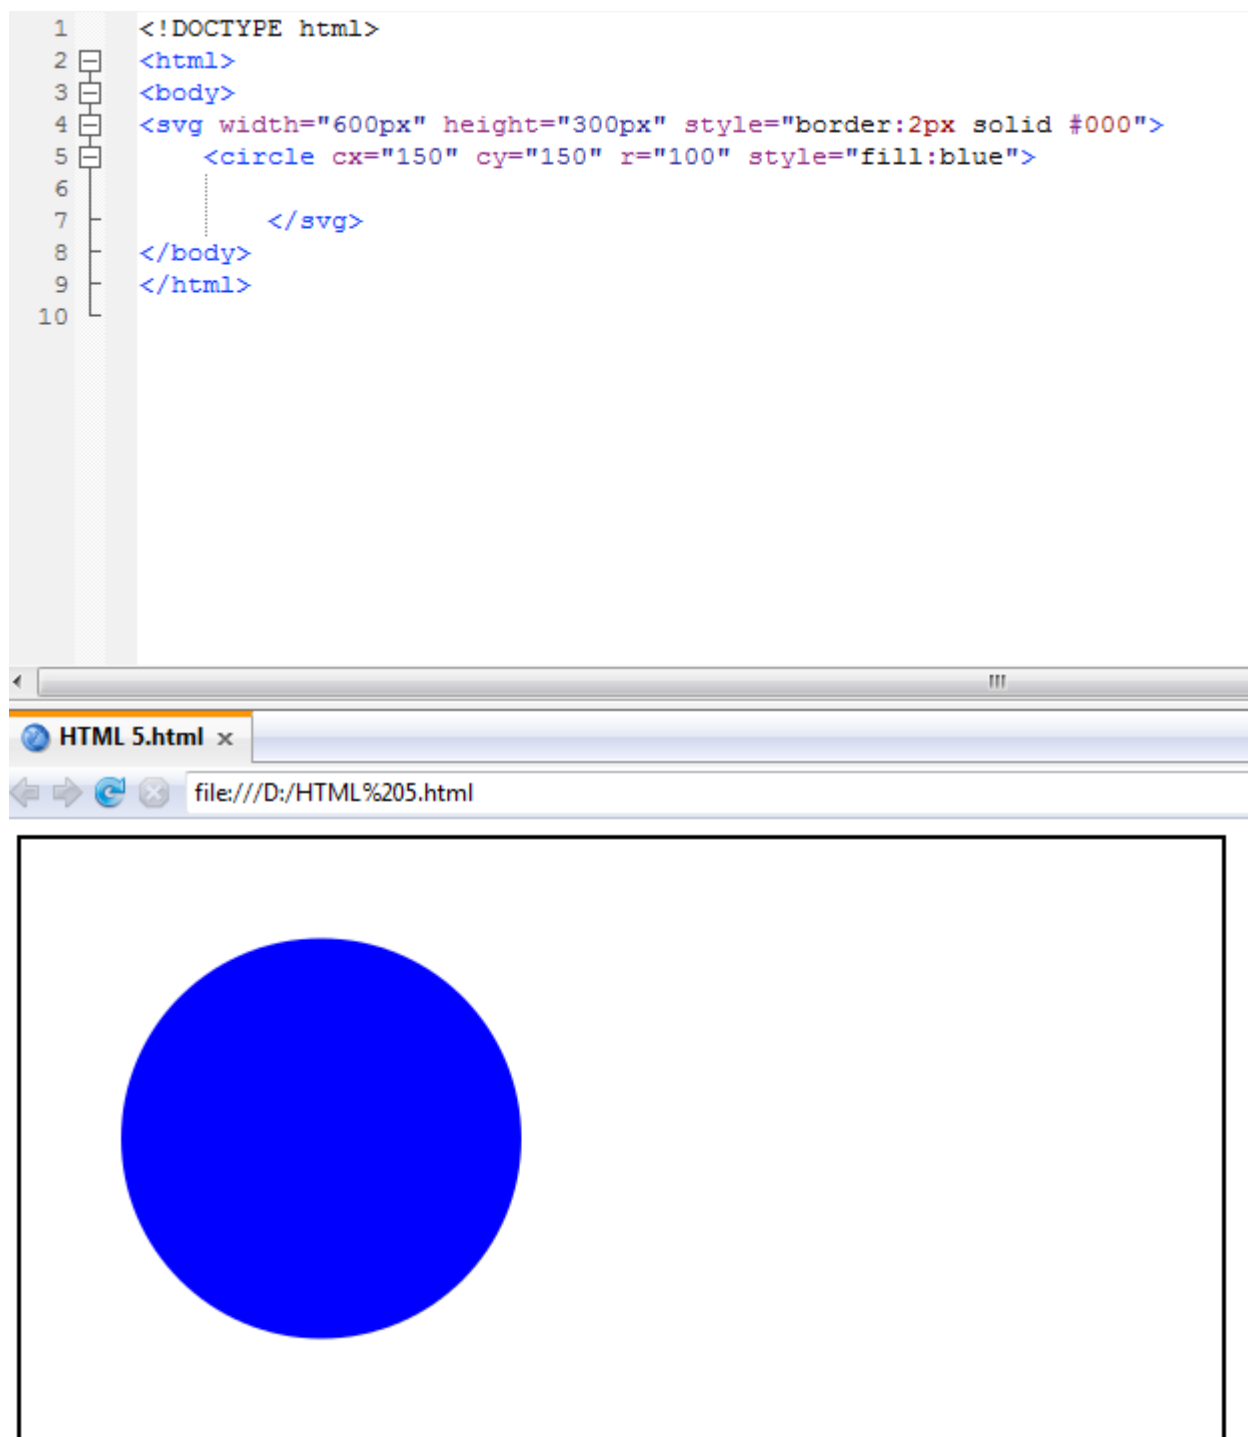 1 <!DOCTYPE html>
2 <html>
3 <body>
4 <svg width="600px" height="300px" style="border:2px solid #000">
5 <circle cx="150" cy="150" r="100" style="fill:blue">
6
7 </svg>
8 </body>
9 </html>
10
HTML 5.html ×
file:///D:/HTML%205.html